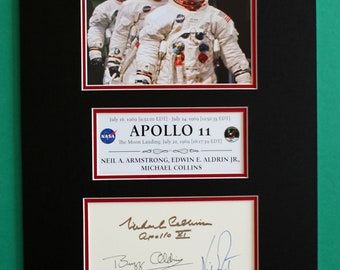 NASA
July 16, 1969 (9:32:02 EDT) - July 24, 1969 (12:50:35 EDT)
APOLLO 11
The Moon Landing: July 20, 1969 (16:17:39 EDT)
NEIL A. ARMSTRONG, EDWIN E. ALDRIN JR.,
MICHAEL COLLINS
Michael Collins
Apollo XI
Buzz Aldrin